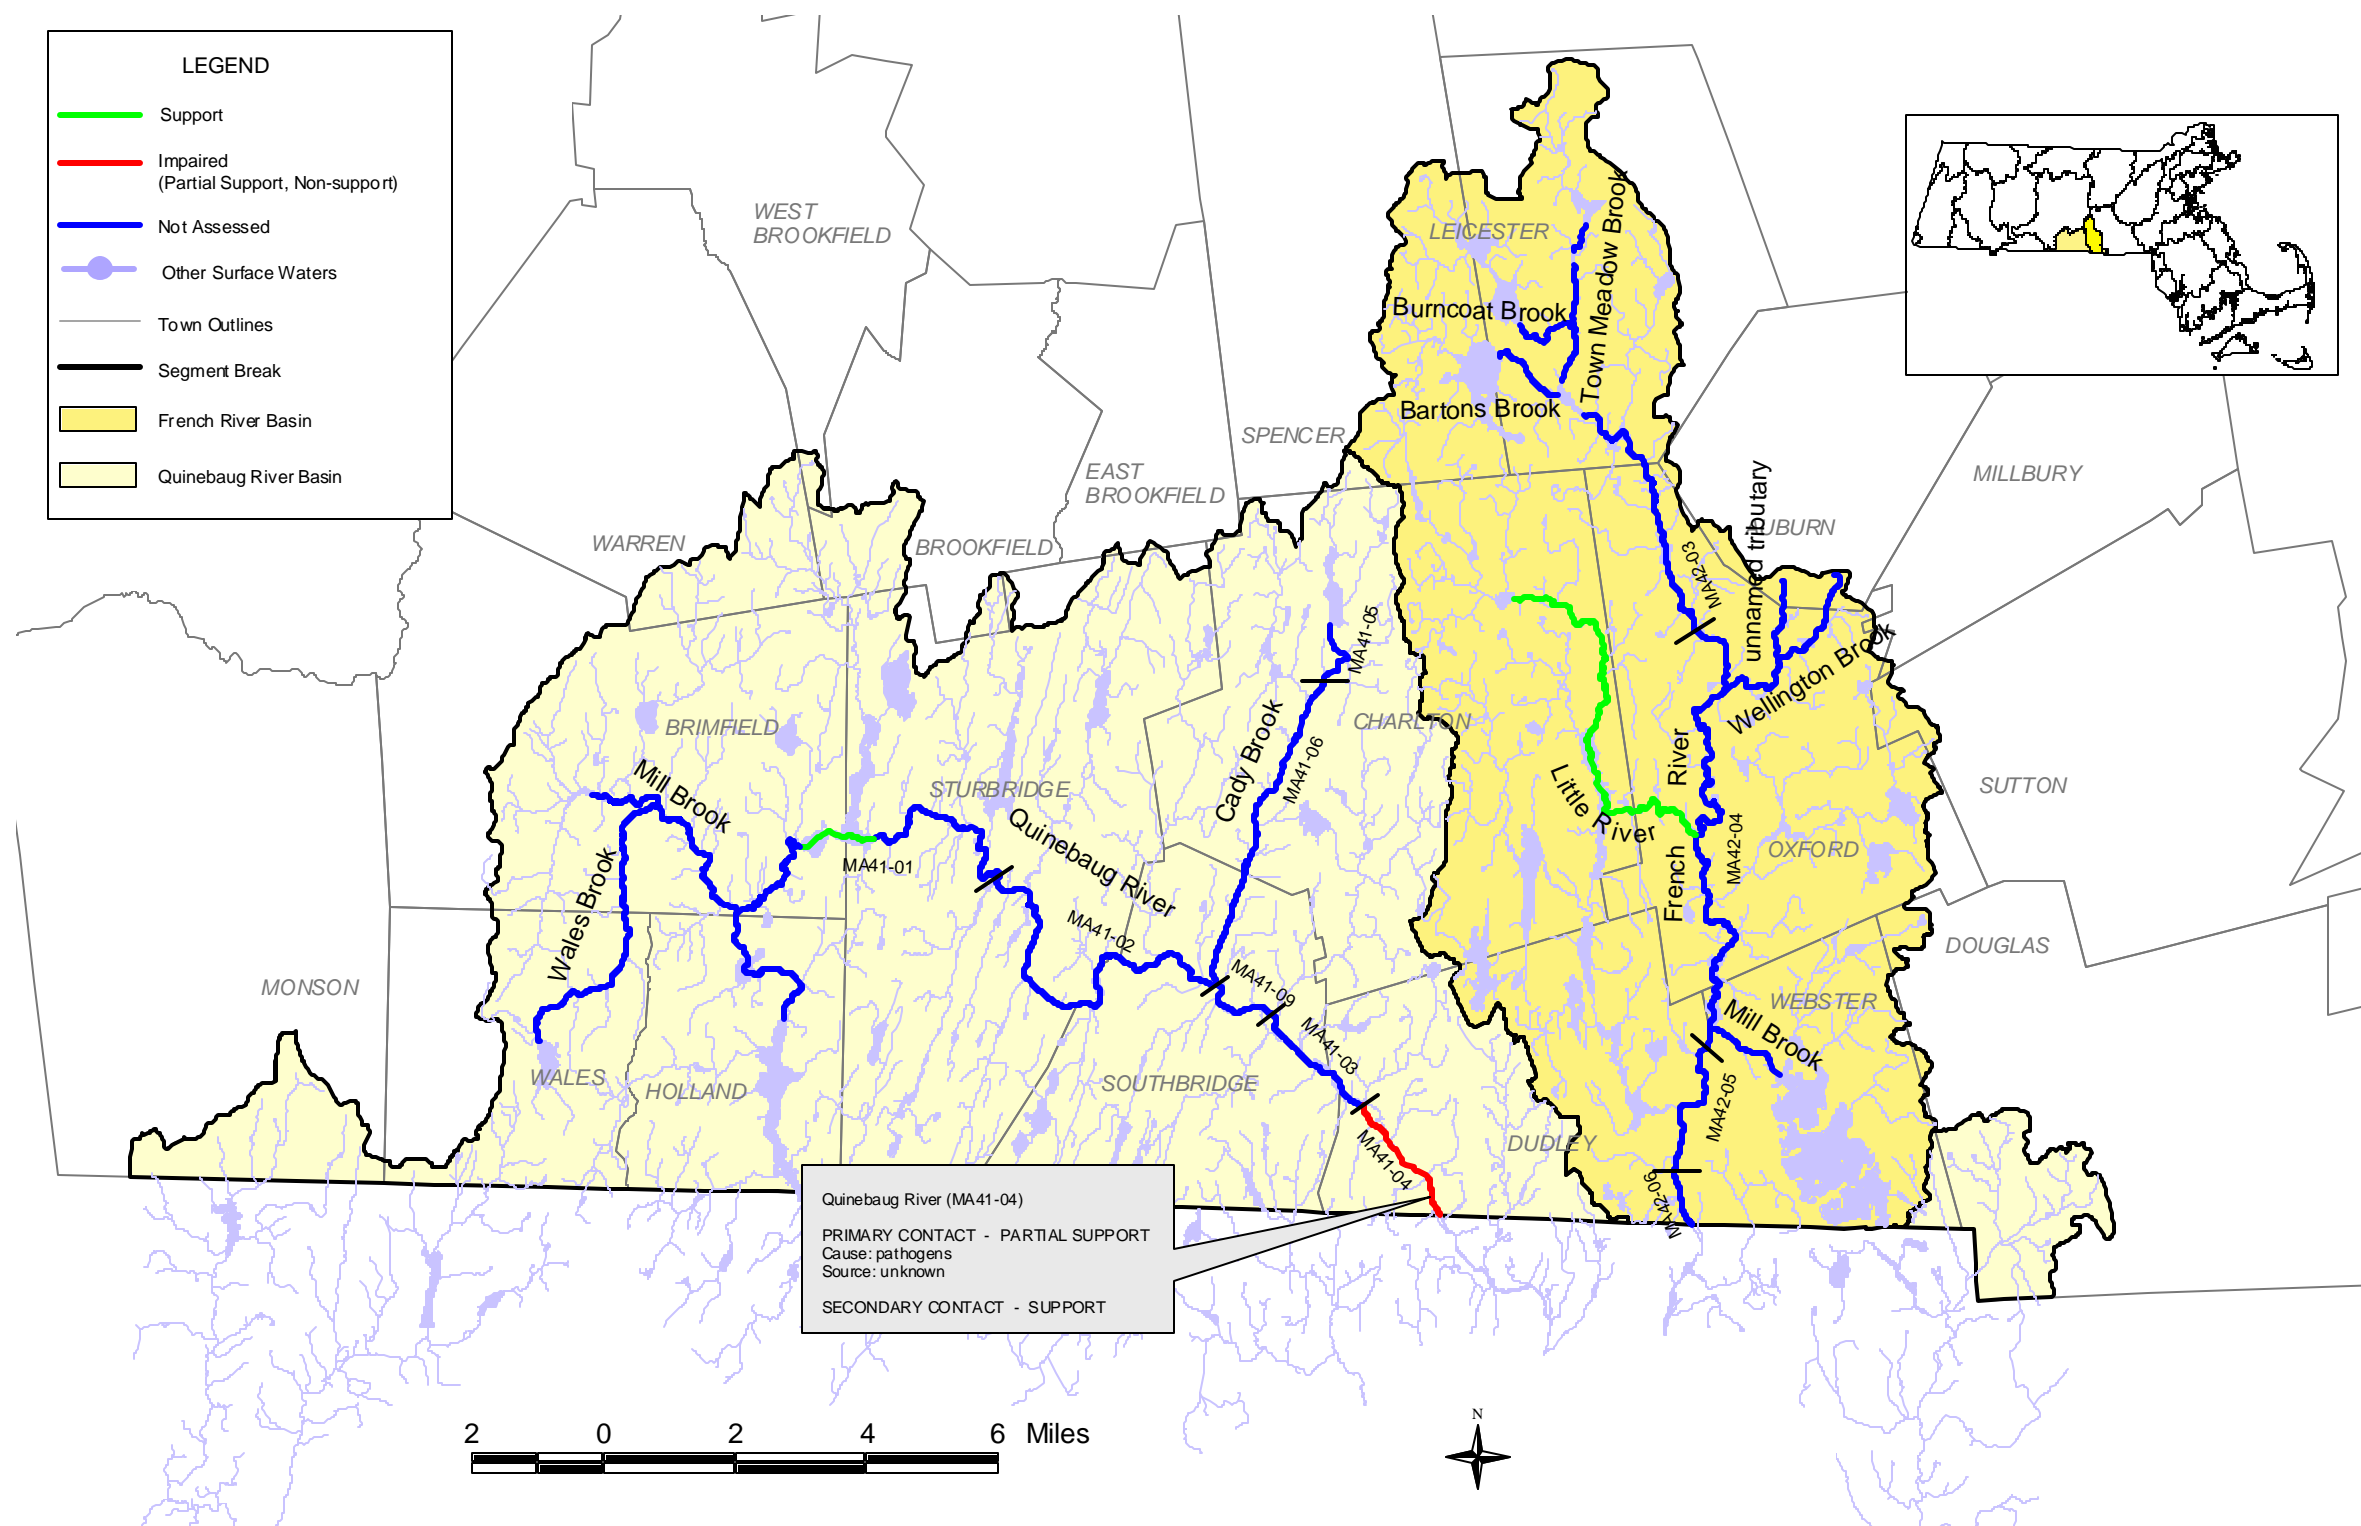 LEGEND
Support
Impaired
(Partial Support, Non-support)
Not Assessed
Other Surface Waters
Town Outlines
Segment Break
French River Basin
Quinebaug River Basin
WEST
BROOKFIELD
LEICESTER
Town Meadow Brook
Burncoat Brook
Bartons Brook
SPENCER
EAST
BROOKFIELD
MILLBURY
WARREN
BROOKFIELD
UBURN
unnamed tributary
MA42-03
MA41-05
Wellington Brook
BRIMFIELD
CHARLTON
Cady Brook
MA41-06
River
STURBRIDGE
SUTTON
Mill Brook
Little River
Quinebaug River
MA42-04
OXFORD
MA41-01
French
Wales Brook
MA41-02
DOUGLAS
MONSON
MA41-09
WEBSTER
MA41-03
Mill Brook
WALES
HOLLAND
SOUTHBRIDGE
MA42-05
DUDLEY
MA41-04
MA42-06
Quinebaug River (MA41-04)
PRIMARY CONTACT - PARTIAL SUPPORT
Cause: pathogens
Source: unknown
SECONDARY CONTACT - SUPPORT
2 0 2 4 6 Miles
N